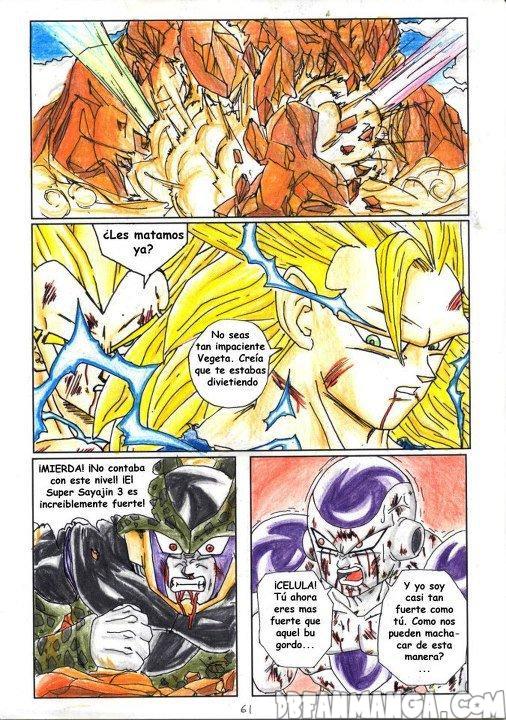 ¿Les matamos
ya?
No seas
tan impaciente
Vegeta. Creía
que te estabas
divietiendo
¡MIERDA! ¡No contaba
con este nivel! ¡El
Super Sayajin 3 es
increiblemente fuerte!
¡CELULA!
Tú ahora
eres mas
fuerte que
aquel bu
gordo...
Y yo soy
casi tan
fuerte como
tú. Como nos
pueden macha-
car de esta
manera?
...
61
DBFANMANGA.COM